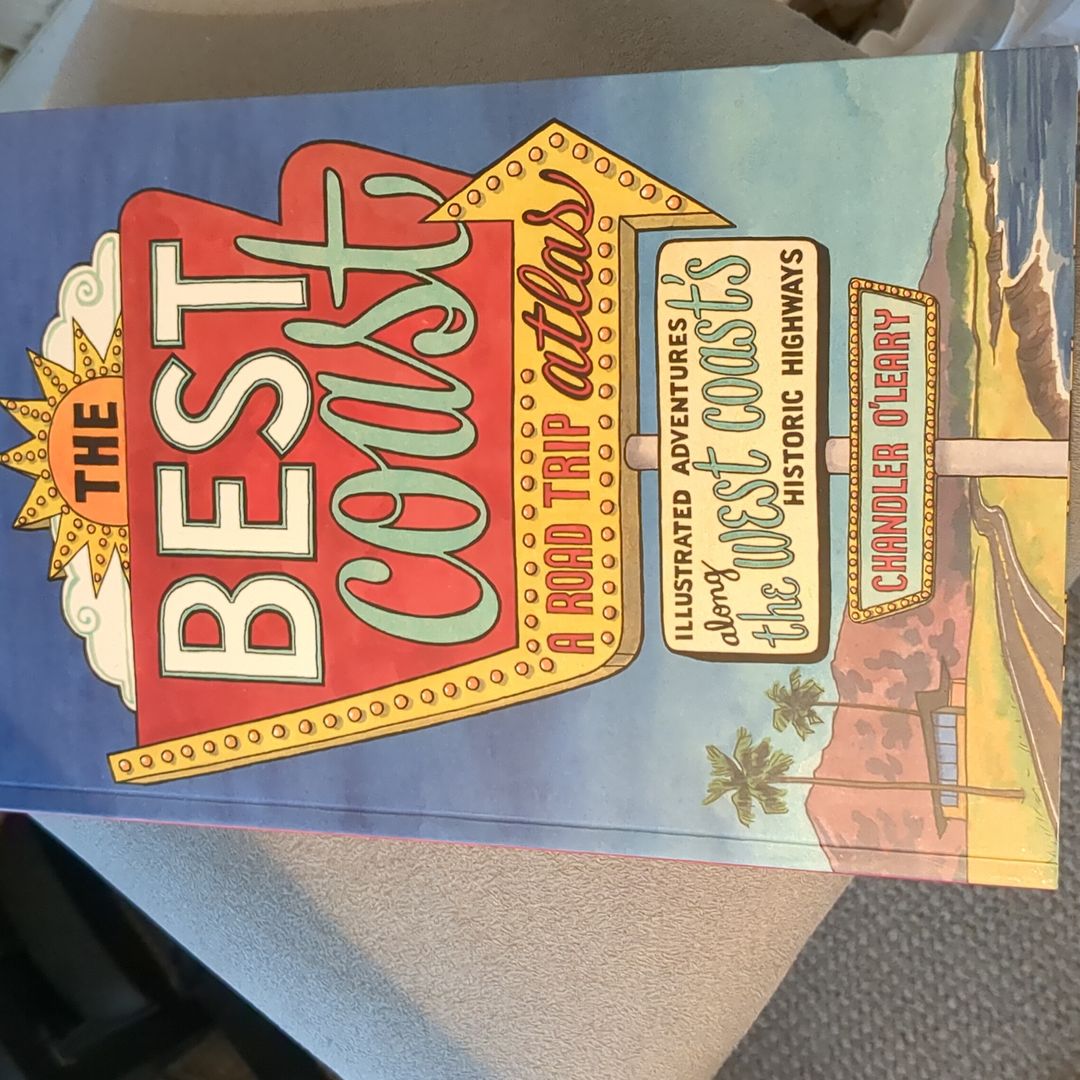 THE
BEST
coast
A ROAD TRIP atlas
ILLUSTRATED ADVENTURES
along the WEST COAST'S
HISTORIC HIGHWAYS
CHANDLER O'LEARY